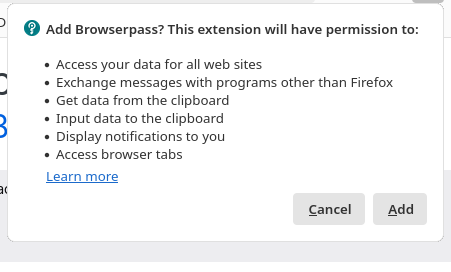 Add Browserpass? This extension will have permission to:
Access your data for all web sites
Exchange messages with programs other than Firefox
Get data from the clipboard
Input data to the clipboard
Display notifications to you
Access browser tabs
Learn more
Cancel Add